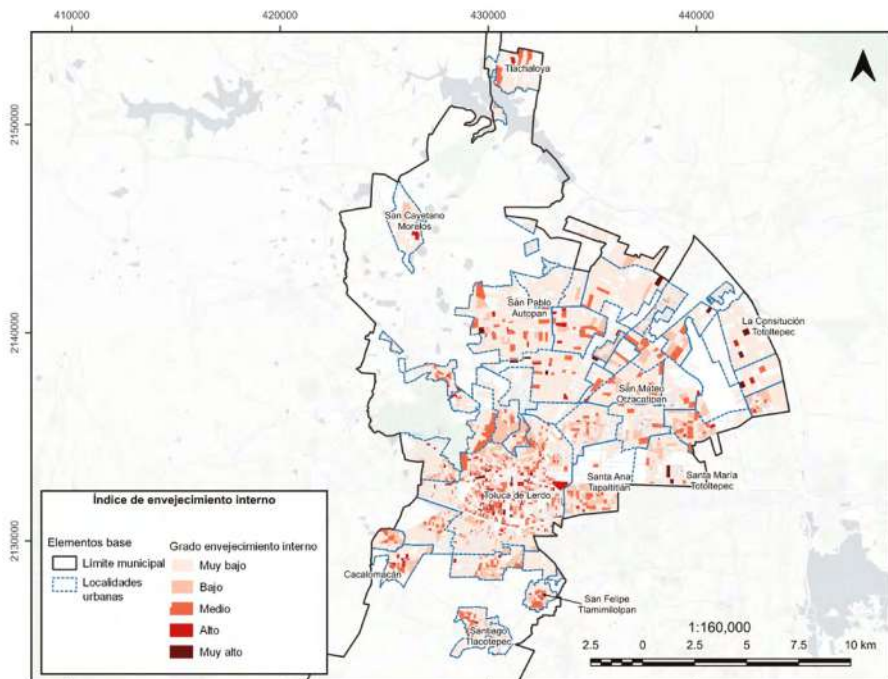 410000
420000
430000
440000
2150000
2140000
2130000
Tlachaloya
San Cayetano
Morelos
San Pablo
Autopan
La Consitución
Totoltepec
San Mateo
Otzacatipan
Santa Ana
Tapaltitlán
Santa María
Totoltepec
Toluca de Lerdo
Cacalomacán
San Felipe
Tlamimilolpan
Santiago
Tlacotepec
Índice de envejecimiento interno
Elementos base
Límite municipal
Localidades
urbanas
Grado envejecimiento interno
Muy bajo
Bajo
Medio
Alto
Muy alto
1:160,000
2.5 0 2.5 5 7.5 10 km